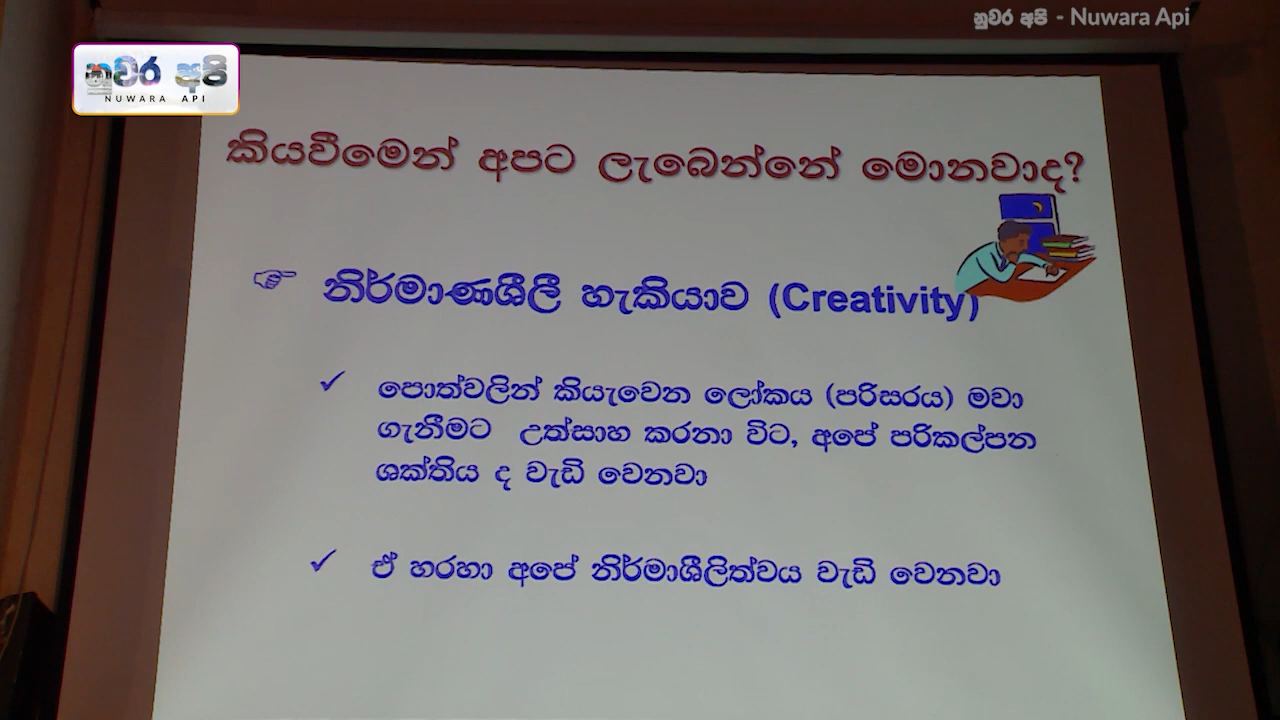 නුවර අපි - Nuwara Api
නුවර අපි
NUWARA API
කියවීමෙන් අපට ලැබෙන්නේ මොනවාද?
නිර්මාණශීලී හැකියාව (Creativity)
✓ පොත්වලින් කියැවෙන ලෝකය (පරිසරය) මවා
ගැනීමට උත්සාහ කරනා විට, අපේ පරිකල්පන
ශක්තිය ද වැඩි වෙනවා
✓ ඒ හරහා අපේ නිර්මාශීලිත්වය වැඩි වෙනවා